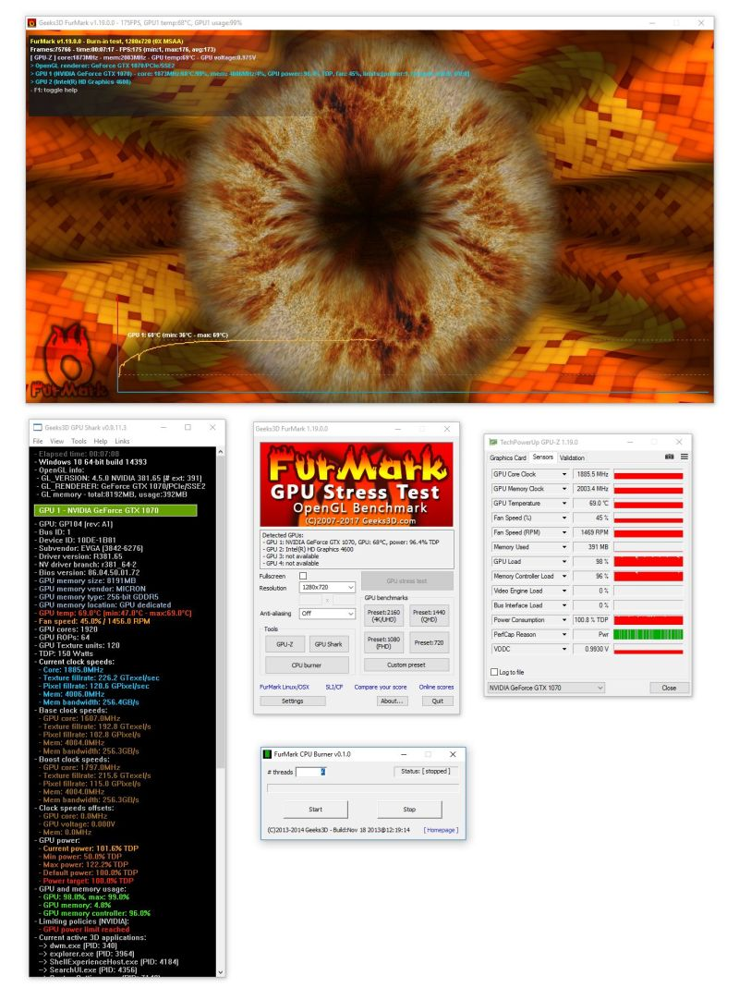 Geeks3D FurMark v1.19.0.0 - 175FPS, GPU1 temp:68°C, GPU1 usage:99%
FurMark v1.19.0.0 - Burn-in test, 1280x720 (0X MSAA)
Frames:75766 - time:00:07:17 - FPS:175 (min:1, max:176, avg:173)
[ GPU-Z ] core:1873MHz - mem:2003MHz - GPU temp:69°C - GPU voltage:0.975V
> OpenGL renderer: GeForce GTX 1070/PCIe/SSE2
> GPU 1 (NVIDIA GeForce GTX 1070) - core: 1873MHz/68°C/99%, mem: 4006MHz/4%, GPU power: 96.4% TDP, fan: 45%, limits:[power:1,
> GPU 2 (Intel(R) HD Graphics 4600)
- F1: toggle help
GPU 1: 68°C (min: 36°C - max: 69°C)
FurMark
Geeks3D GPU Shark v0.9.11.3
File View Tools Help Links
- Elapsed time: 00:07:08
- Windows 10 64-bit build 14393
- OpenGL info:
- GL_VERSION: 4.5.0 NVIDIA 381.65 (# ext: 391)
- GL_RENDERER: GeForce GTX 1070/PCIe/SSE2
- GL memory - total:8192MB, usage:392MB
GPU 1 - NVIDIA GeForce GTX 1070
- GPU: GP104 (rev: A1)
- Bus ID: 1
- Device ID: 10DE-1B81
- Subvendor: EVGA (3842-6276)
- Driver version: R381.65
- NV driver branch: r381_64-2
- Bios version: 86.04.50.01.72
- GPU memory size: 8191MB
- GPU memory vendor: MICRON
- GPU memory type: 256-bit GDDR5
- GPU memory location: GPU dedicated
- GPU temp: 69.0°C (min:47.0°C - max:69.0°C)
- Fan speed: 45.0% / 1456.0 RPM
- GPU cores: 1920
- GPU ROPs: 64
- GPU Texture units: 120
- TDP: 150 Watts
- Current clock speeds:
- Core: 1885.0MHz
- Texture fillrate: 226.2 GTexel/sec
- Pixel fillrate: 120.6 GPixel/sec
- Mem: 4006.0MHz
- Mem bandwidth: 256.4GB/s
- Base clock speeds:
- GPU core: 1607.0MHz
- Texture fillrate: 192.8 GTexel/s
- Pixel fillrate: 102.8 GPixel/s
- Mem: 4004.0MHz
- Mem bandwidth: 256.3GB/s
- Boost clock speeds:
- GPU core: 1797.0MHz
- Texture fillrate: 215.6 GTexel/s
- Pixel fillrate: 115.0 GPixel/s
- Mem: 4004.0MHz
- Mem bandwidth: 256.3GB/s
- Clock speeds offsets:
- GPU core: 0.0MHz
- GPU voltage: 0.000V
- Mem: 0.0MHz
- GPU power:
- Current power: 101.6% TDP
- Min power: 50.0% TDP
- Max power: 122.2% TDP
- Default power: 100.0% TDP
- Power target: 100.0% TDP
- GPU and memory usage:
- GPU: 98.0%, max: 99.0%
- GPU memory: 4.8%
- GPU memory controller: 96.0%
- Limiting policies (NVIDIA):
- GPU power limit reached
- Current active 3D applications:
--> dwm.exe (PID: 340)
--> explorer.exe (PID: 3964)
--> ShellExperienceHost.exe (PID: 4184)
--> SearchUI.exe (PID: 4356)
Geeks3D FurMark 1.19.0.0
FurMark
GPU Stress Test
OpenGL Benchmark
(C)2007-2017 Geeks3D.com
Detected GPUs:
- GPU 1: NVIDIA GeForce GTX 1070, GPU: 68°C, power: 96.4% TDP
- GPU 2: Intel(R) HD Graphics 4600
- GPU 3: not available
- GPU 4: not available
Fullscreen
GPU stress test
Resolution 1280x720
x
GPU benchmarks
Anti-aliasing Off
Preset:2160 (4K/UHD) Preset:1440 (QHD)
Tools
GPU-Z GPU Shark
Preset:1080 (FHD) Preset:720
CPU burner
Custom preset
FurMark Linux/OSX SLI/CF Compare your score Online scores
Settings About... Quit
TechPowerUp GPU-Z 1.19.0
Graphics Card Sensors Validation
GPU Core Clock 1885.5 MHz
GPU Memory Clock 2003.4 MHz
GPU Temperature 69.0 °C
Fan Speed (%) 45 %
Fan Speed (RPM) 1469 RPM
Memory Used 391 MB
GPU Load 98 %
Memory Controller Load 96 %
Video Engine Load 0 %
Bus Interface Load 0 %
Power Consumption 100.8 % TDP
PerfCap Reason Pwr
VDDC 0.9930 V
Log to file
NVIDIA GeForce GTX 1070 Close
FurMark CPU Burner v0.1.0
# threads
Status: [ stopped ]
Start Stop
(C)2013-2014 Geeks3D - Build:Nov 18 2013@12:19:14 [ Homepage ]